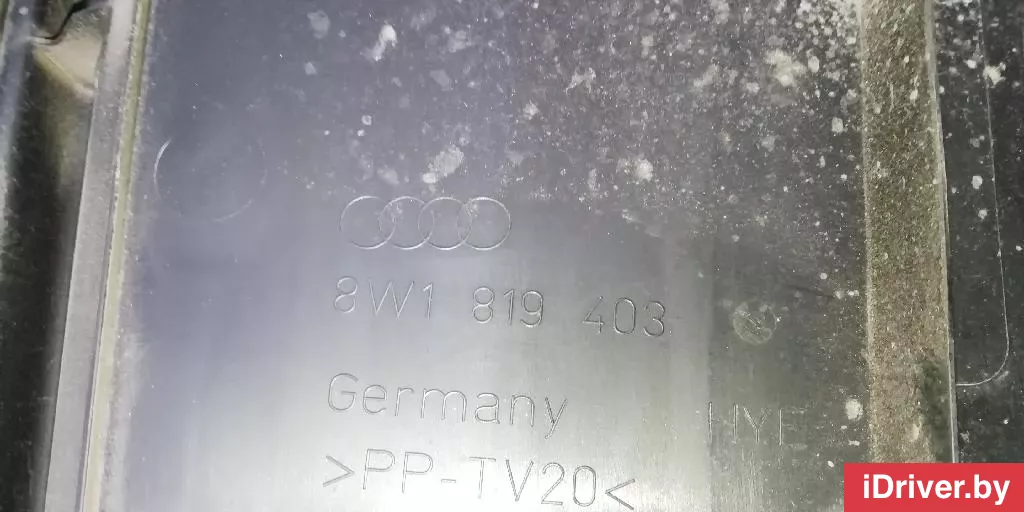 8W1 819 403
Germany
>PP-TV20<
iDriver.by